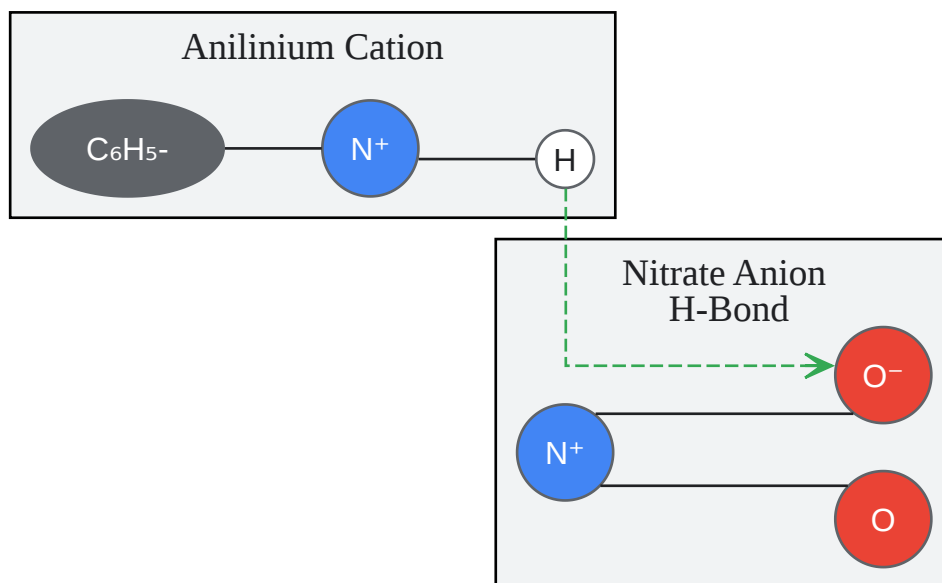 Anilinium Cation
C₆H₅-
N⁺
H
Nitrate Anion
H-Bond
O⁻
N⁺
O